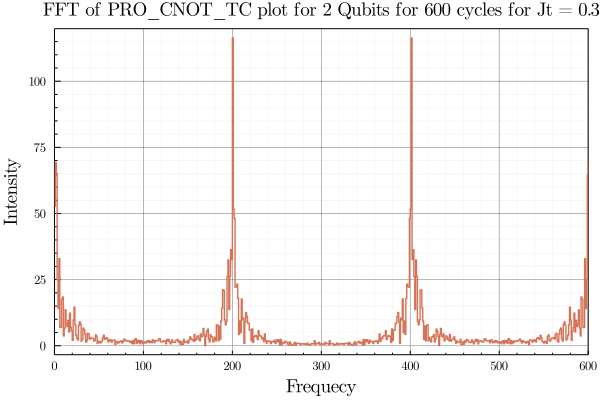 FFT of PRO_CNOT_TC plot for 2 Qubits for 600 cycles for Jt = 0.3
100
75
50
25
0
Intensity
0 100 200 300 400 500 600
Frequecy